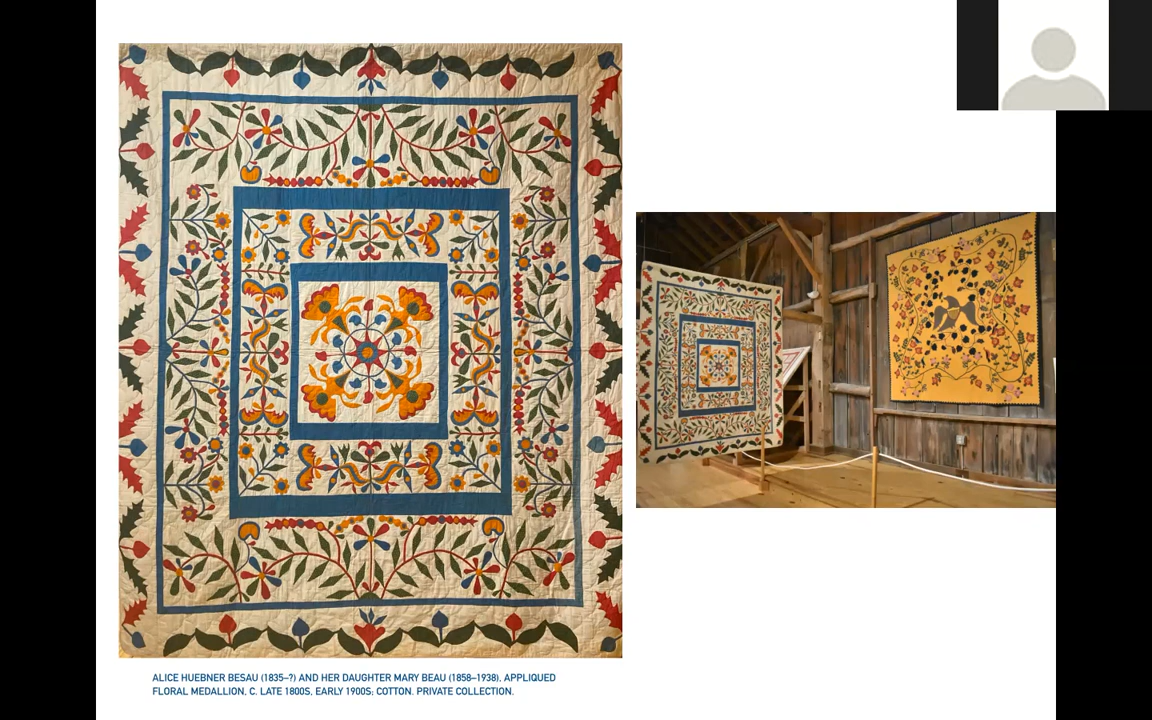 ALICE HUEBNER BESAU (1835–?) AND HER DAUGHTER MARY BEAU (1858–1938), APPLIQUED
FLORAL MEDALLION, C. LATE 1800S, EARLY 1900S; COTTON. PRIVATE COLLECTION.